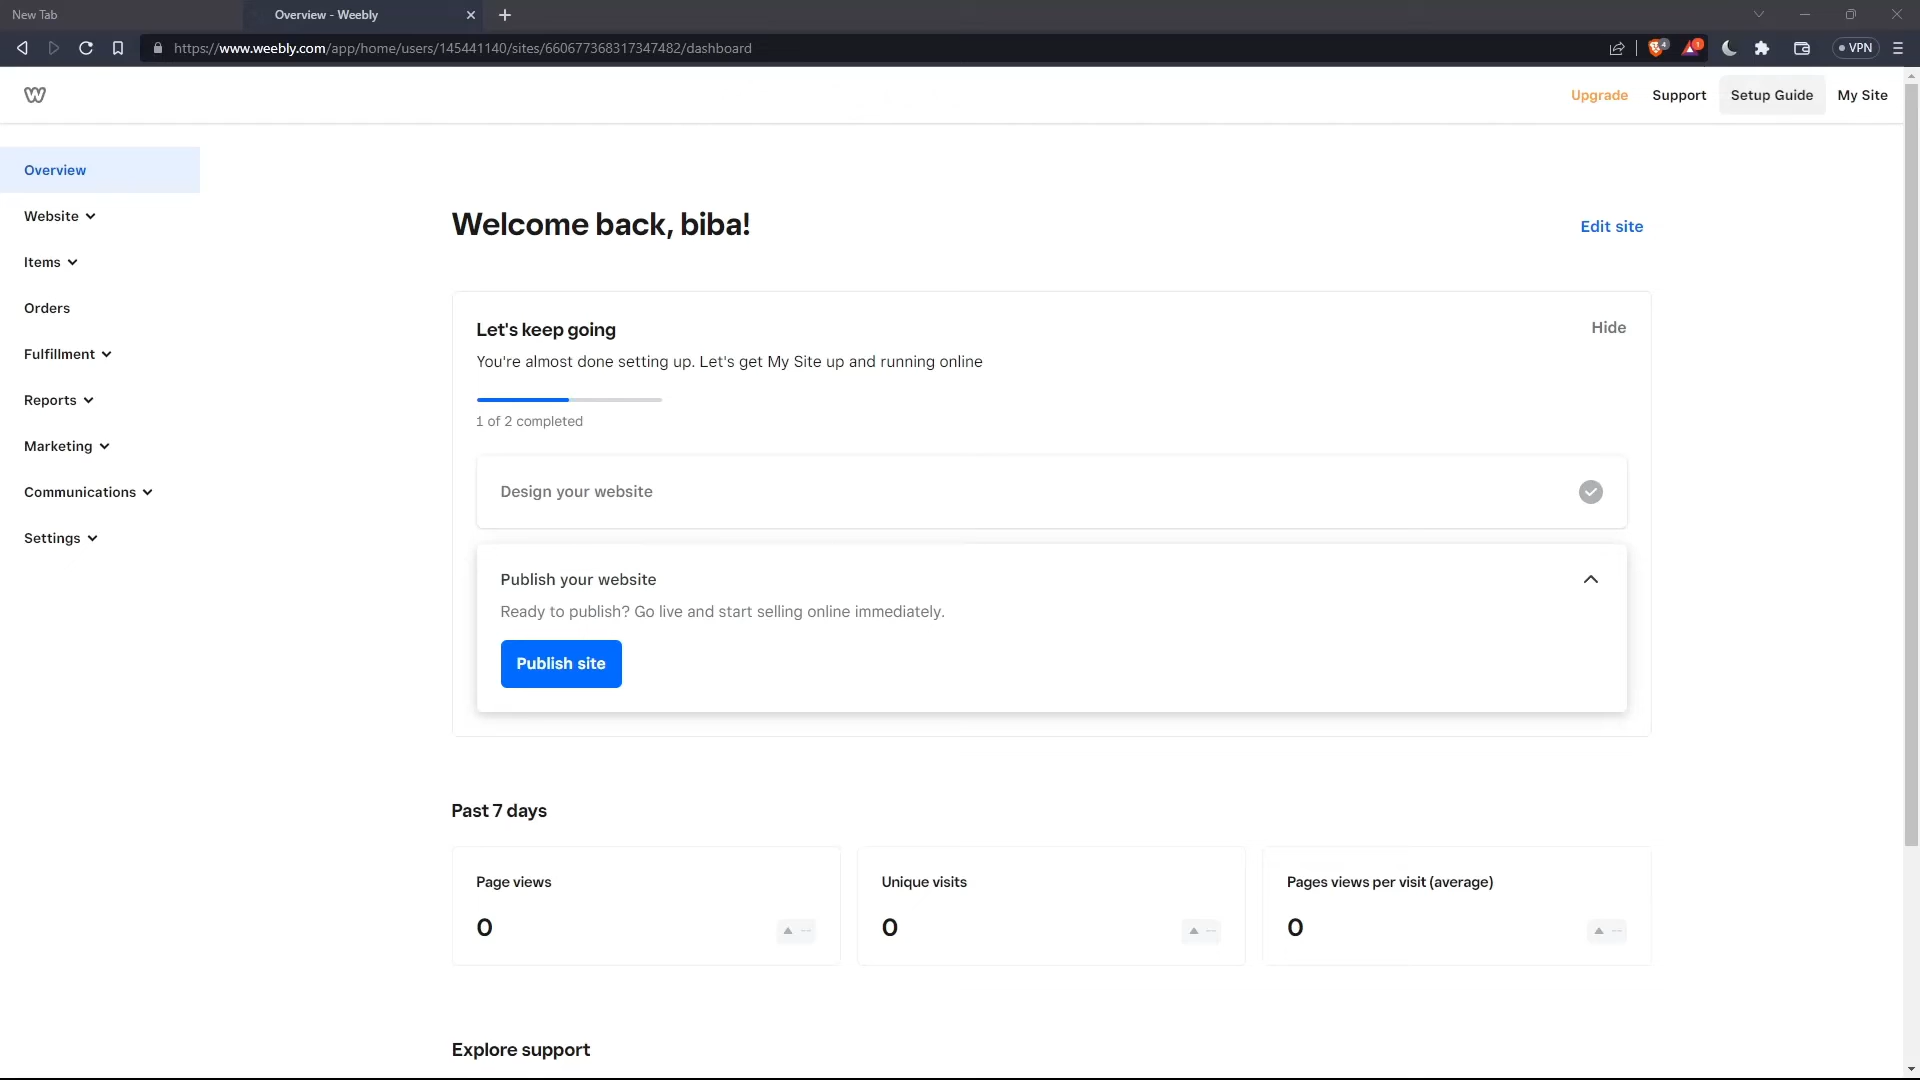 New Tab
Overview - Weebly
https://www.weebly.com/app/home/users/145441140/sites/660677368317347482/dashboard
4
1
VPN
Upgrade
Support
Setup Guide
My Site
Overview
Website
Items
Orders
Fulfillment
Reports
Marketing
Communications
Settings
Welcome back, biba!
Edit site
Let's keep going
Hide
You're almost done setting up. Let's get My Site up and running online
1 of 2 completed
Design your website
Publish your website
Ready to publish? Go live and start selling online immediately.
Publish site
Past 7 days
Page views
0
--
Unique visits
0
--
Pages views per visit (average)
0
--
Explore support